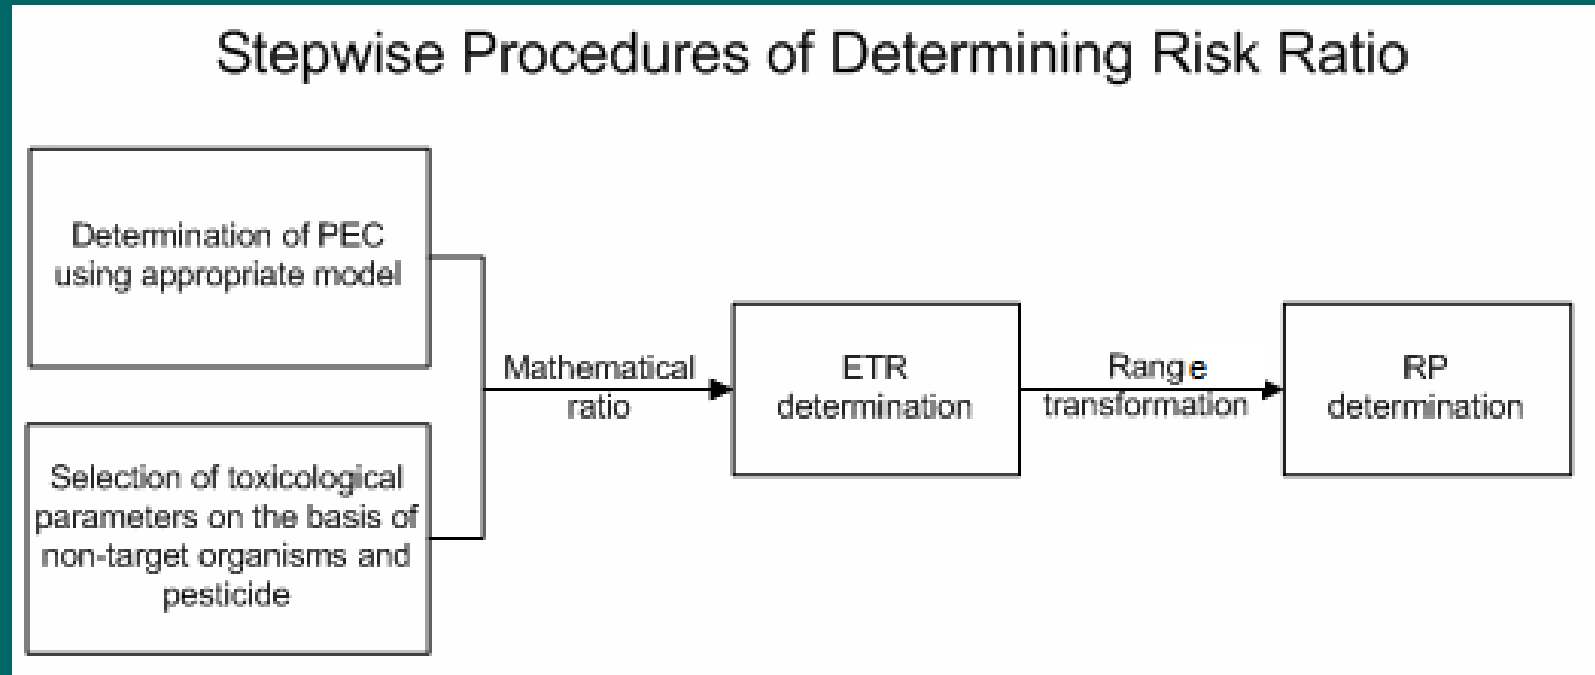 Stepwise Procedures of Determining Risk Ratio
Determination of PEC
using appropriate model
Selection of toxicological
parameters on the basis of
non-target organisms and
pesticide
Mathematical
ratio
ETR
determination
Range
transformation
RP
determination